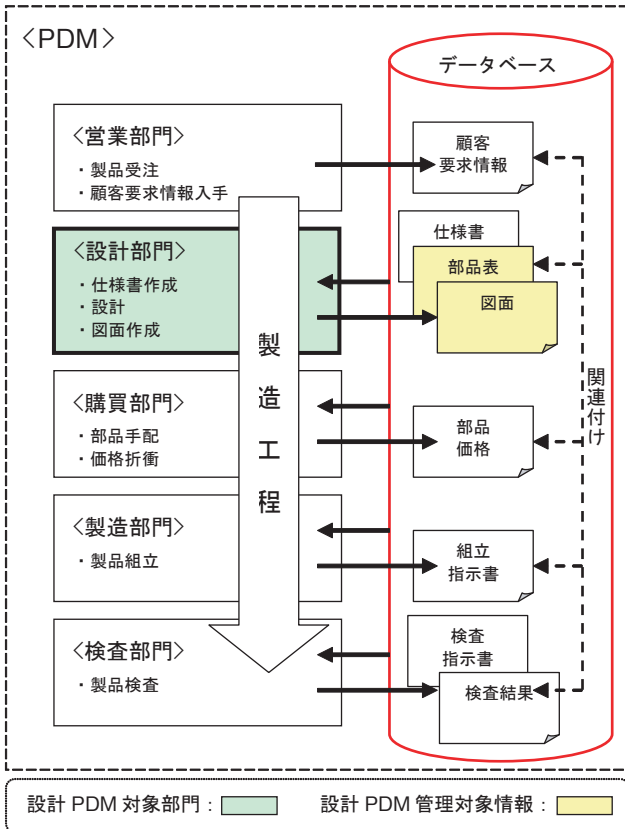 〈PDM〉
データベース
〈営業部門〉
・製品受注
・顧客要求情報入手
顧客
要求情報
〈設計部門〉
・仕様書作成
・設計
・図面作成
仕様書
部品表
図面
製造工程
〈購買部門〉
・部品手配
・価格折衝
部品
価格
関連付け
〈製造部門〉
・製品組立
組立
指示書
〈検査部門〉
・製品検査
検査
指示書
検査結果
設計 PDM 対象部門：
設計 PDM 管理対象情報：